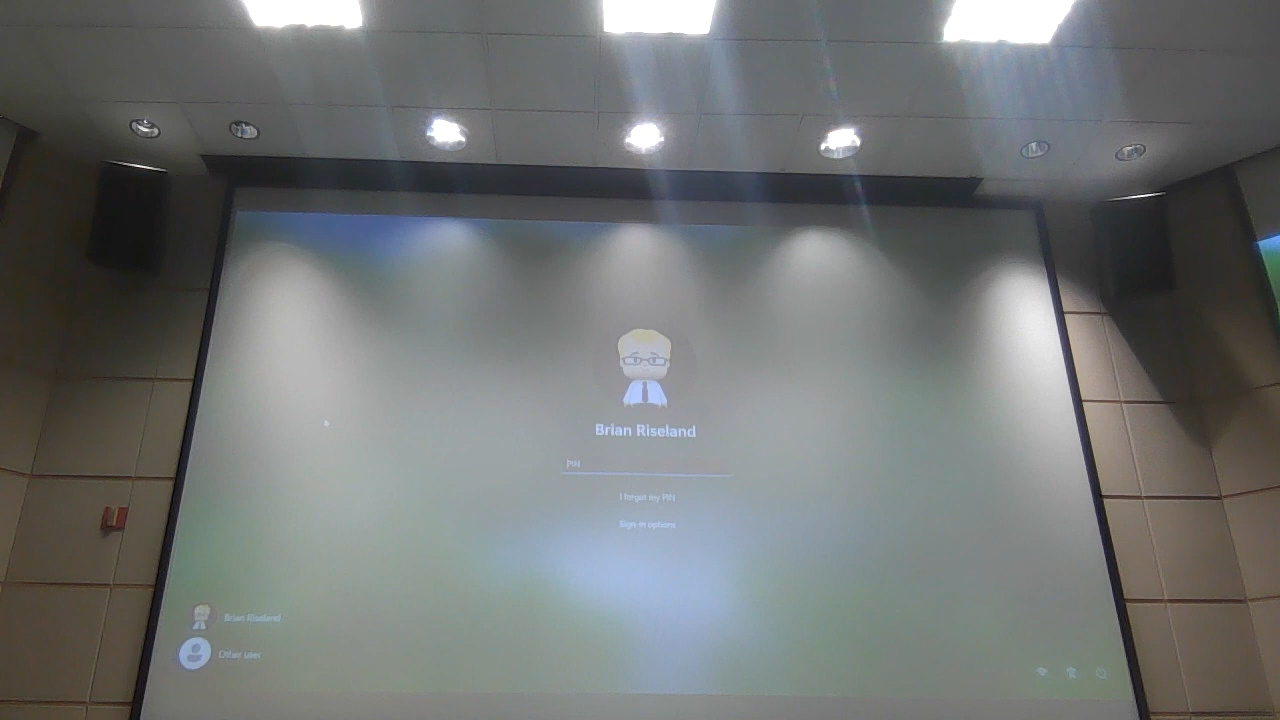 Brian Riseland
PIN
I forgot my PIN
Sign-in options
Brian Riseland
Other user